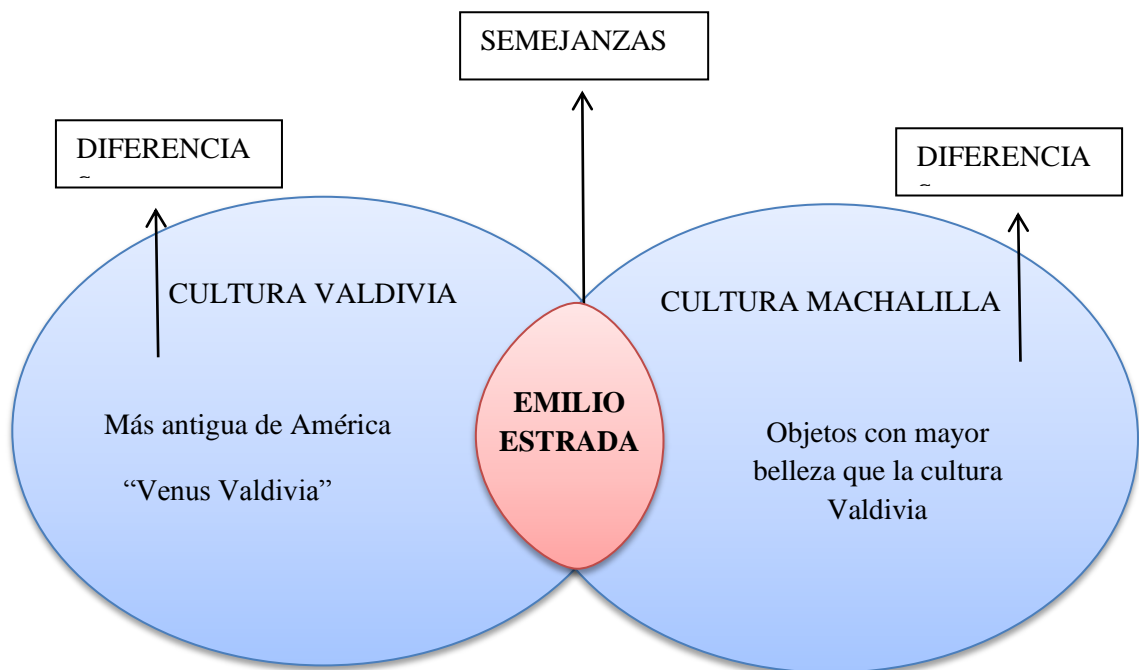 SEMEJANZAS
DIFERENCIA
DIFERENCIA
CULTURA VALDIVIA
CULTURA MACHALILLA
Más antigua de América
“Venus Valdivia”
EMILIO
ESTRADA
Objetos con mayor
belleza que la cultura
Valdivia